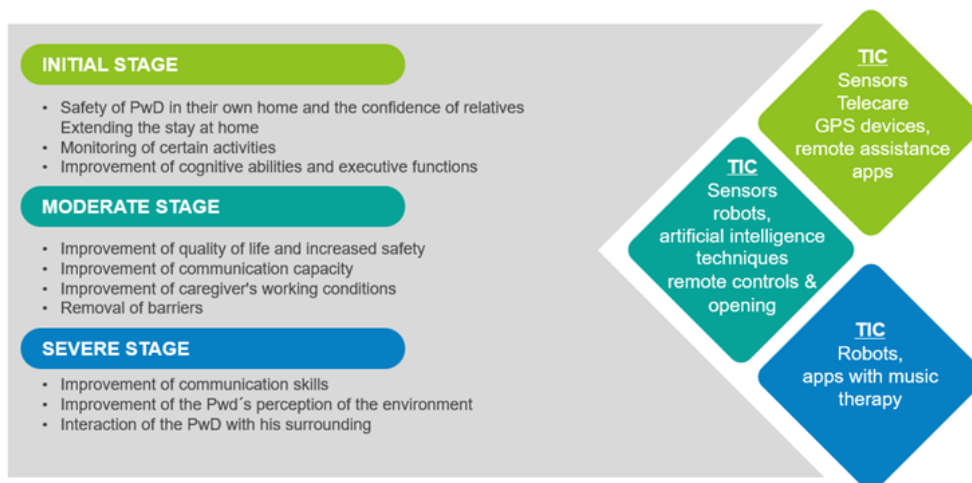 INITIAL STAGE
• Safety of PwD in their own home and the confidence of relatives
Extending the stay at home
• Monitoring of certain activities
• Improvement of cognitive abilities and executive functions
MODERATE STAGE
• Improvement of quality of life and increased safety
• Improvement of communication capacity
• Improvement of caregiver's working conditions
• Removal of barriers
SEVERE STAGE
• Improvement of communication skills
• Improvement of the Pwd´s perception of the environment
• Interaction of the PwD with his surrounding
TIC
Sensors
Telecare
GPS devices,
remote assistance
apps
TIC
Sensors
robots,
artificial intelligence
techniques
remote controls &
opening
TIC
Robots,
apps with music
therapy